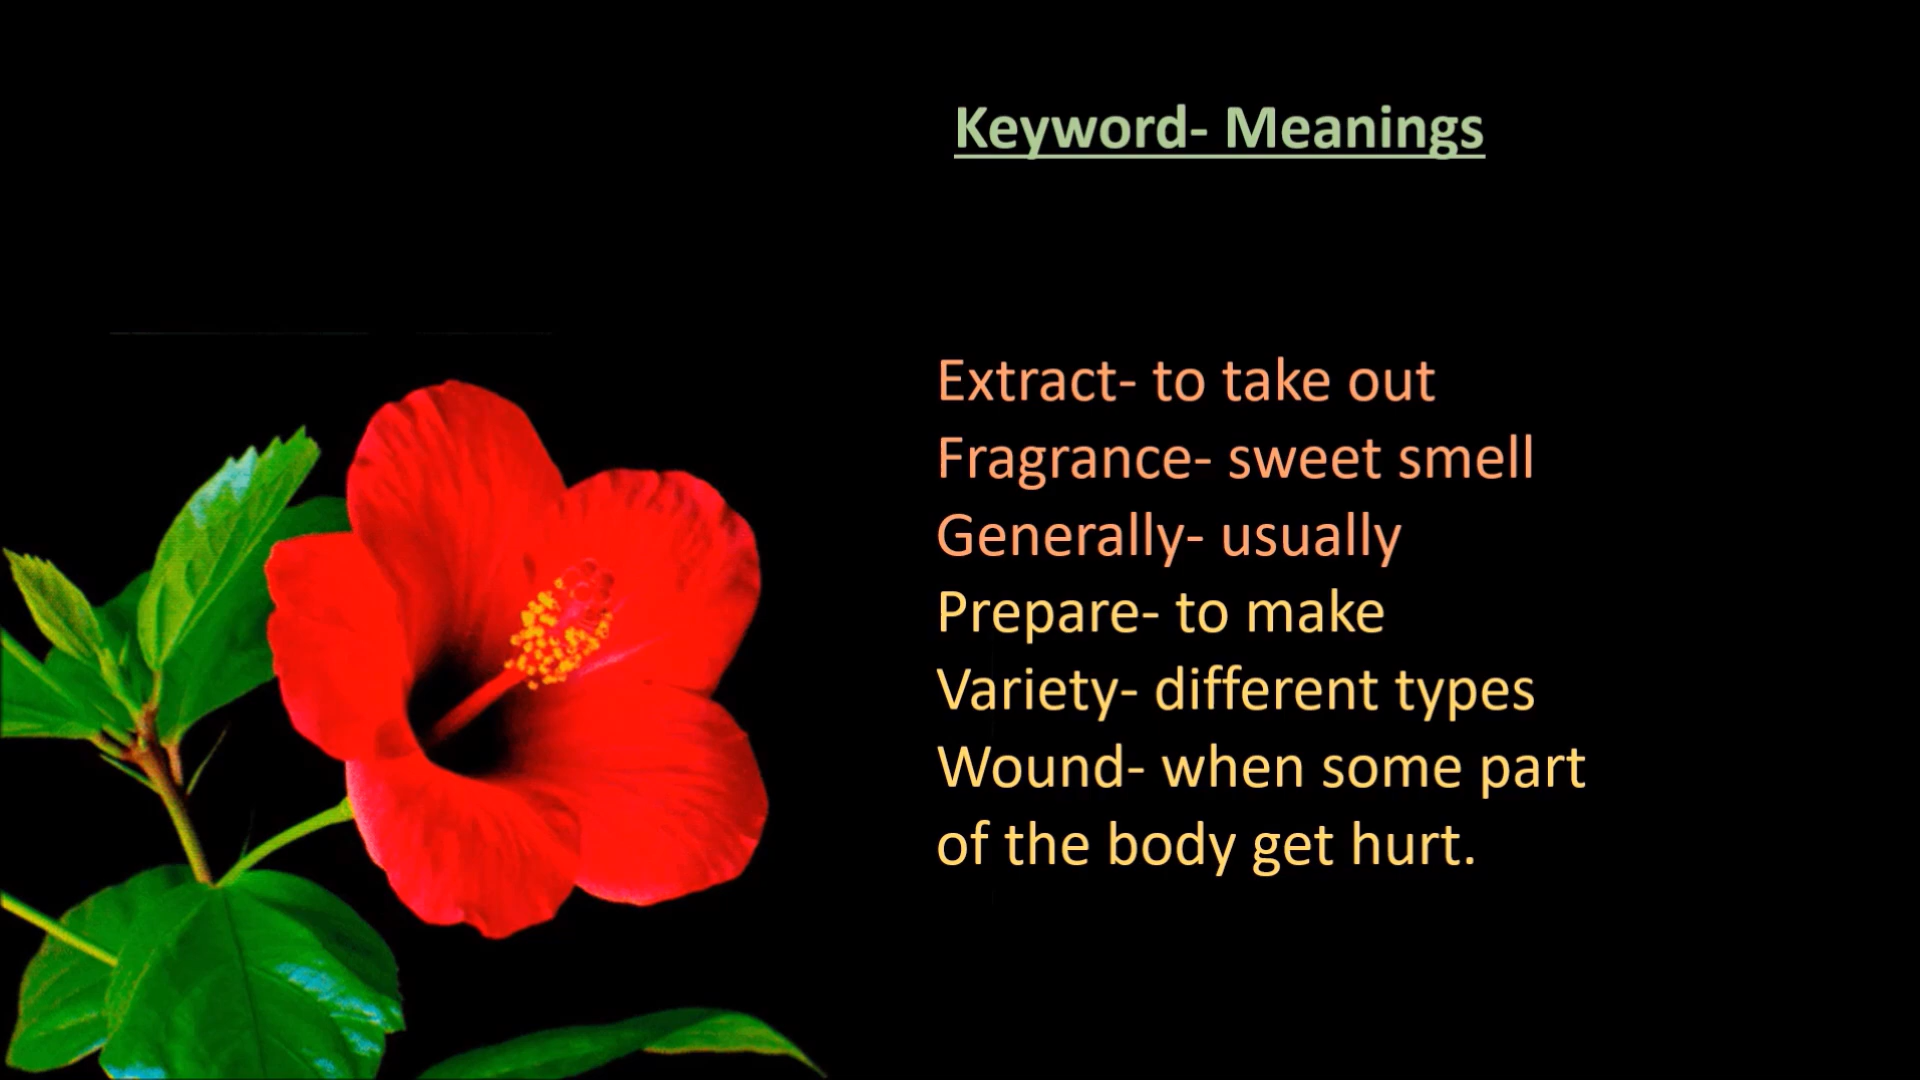 Keyword- Meanings
Extract- to take out
Fragrance- sweet smell
Generally- usually
Prepare- to make
Variety- different types
Wound- when some part
of the body get hurt.